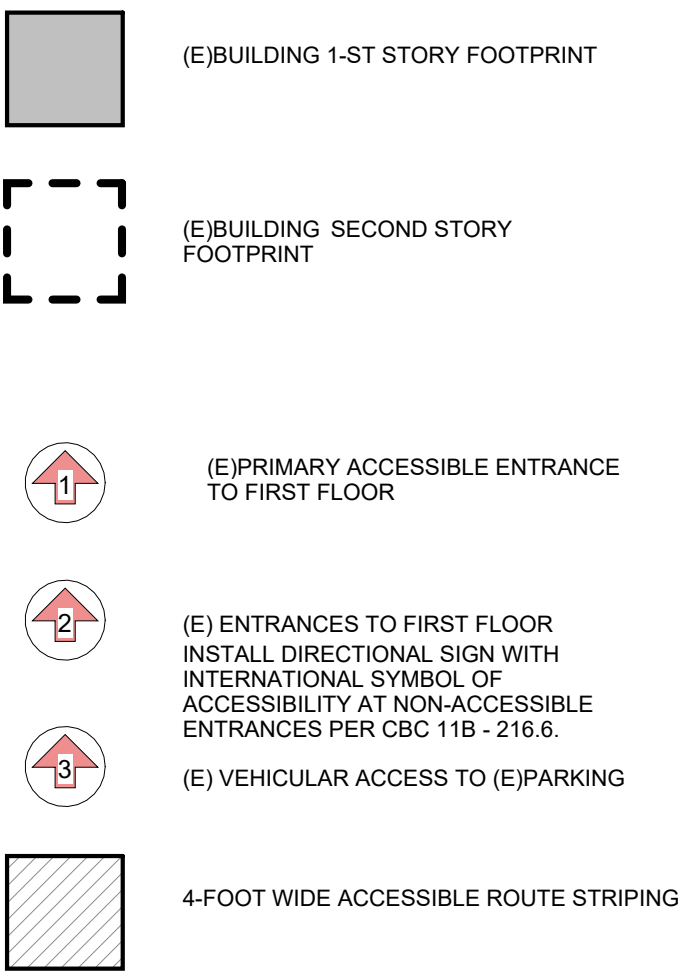 (E)BUILDING 1-ST STORY FOOTPRINT
(E)BUILDING SECOND STORY
FOOTPRINT
1
(E)PRIMARY ACCESSIBLE ENTRANCE
TO FIRST FLOOR
2
(E) ENTRANCES TO FIRST FLOOR
INSTALL DIRECTIONAL SIGN WITH
INTERNATIONAL SYMBOL OF
ACCESSIBILITY AT NON-ACCESSIBLE
ENTRANCES PER CBC 11B - 216.6.
3
(E) VEHICULAR ACCESS TO (E)PARKING
4-FOOT WIDE ACCESSIBLE ROUTE STRIPING